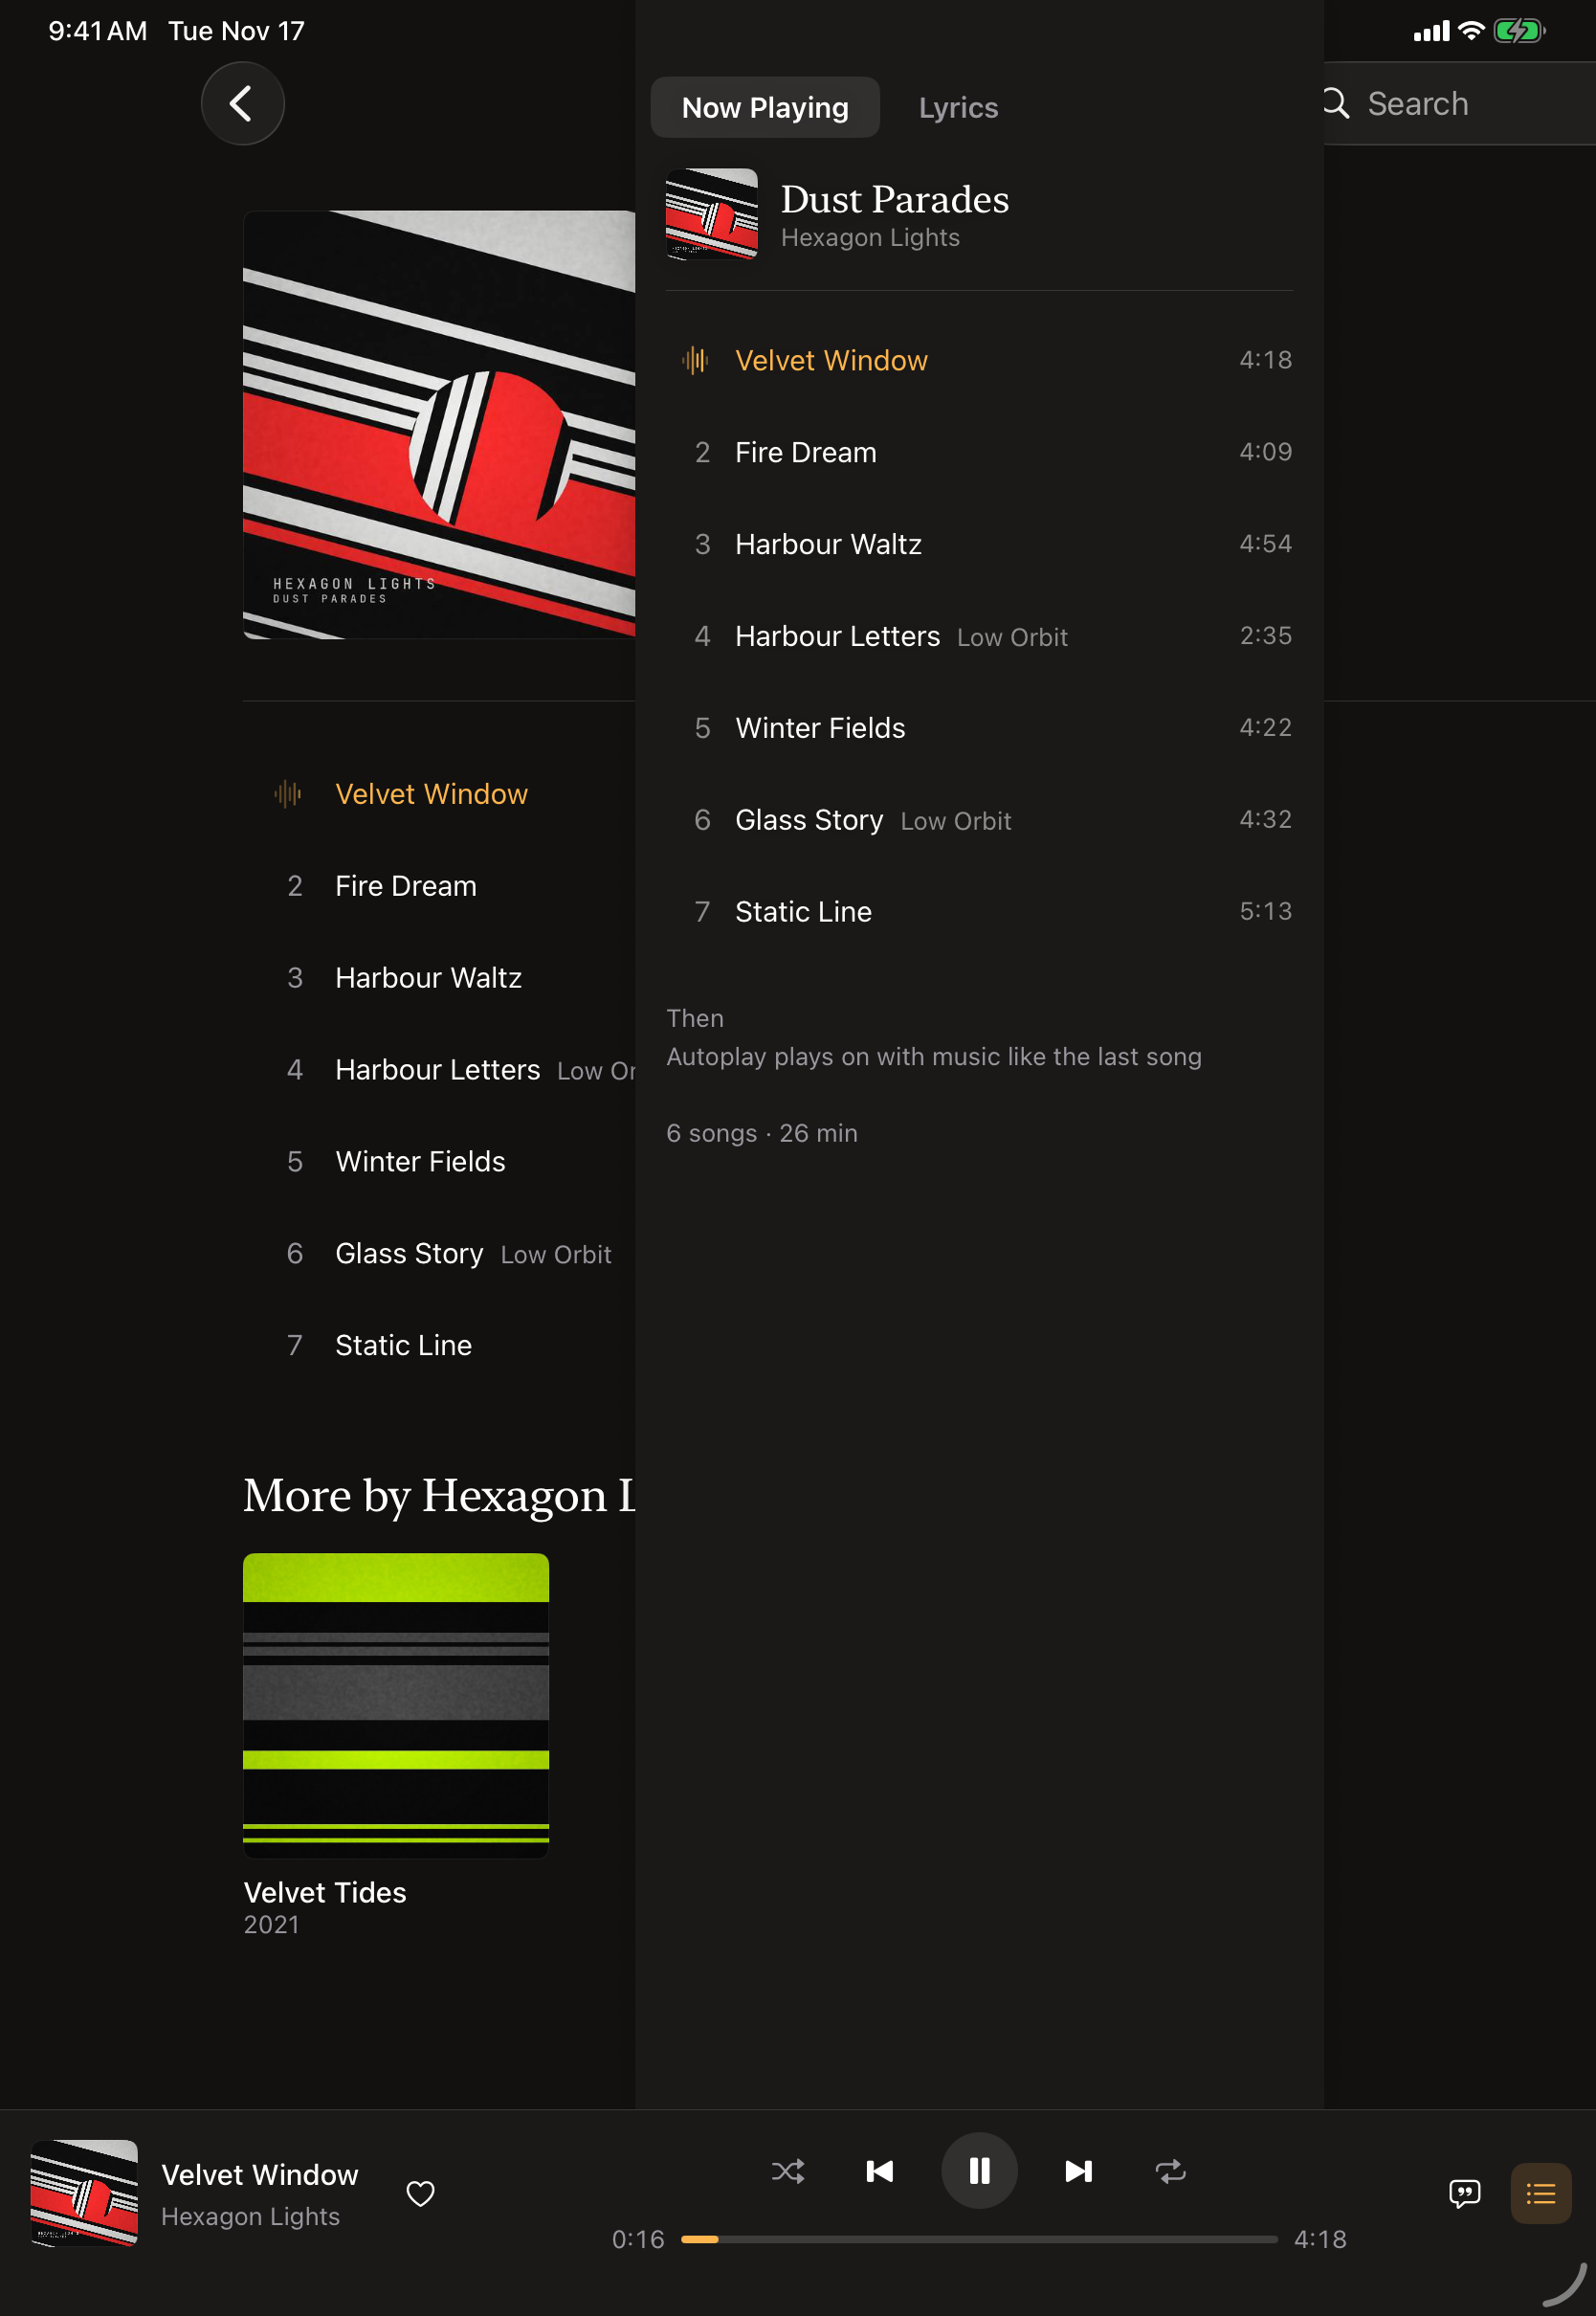 9:41 AM Tue Nov 17
Search
Now Playing
Lyrics
Dust Parades
Hexagon Lights
Velvet Window 4:18
2 Fire Dream 4:09
3 Harbour Waltz 4:54
4 Harbour Letters Low Orbit 2:35
5 Winter Fields 4:22
6 Glass Story Low Orbit 4:32
7 Static Line 5:13
Then
Autoplay plays on with music like the last song
6 songs · 26 min
HEXAGON LIGHTS
DUST PARADES
Velvet Window
2 Fire Dream
3 Harbour Waltz
4 Harbour Letters Low Or
5 Winter Fields
6 Glass Story Low Orbit
7 Static Line
More by Hexagon L
Velvet Tides
2021
Velvet Window
Hexagon Lights
0:16
4:18